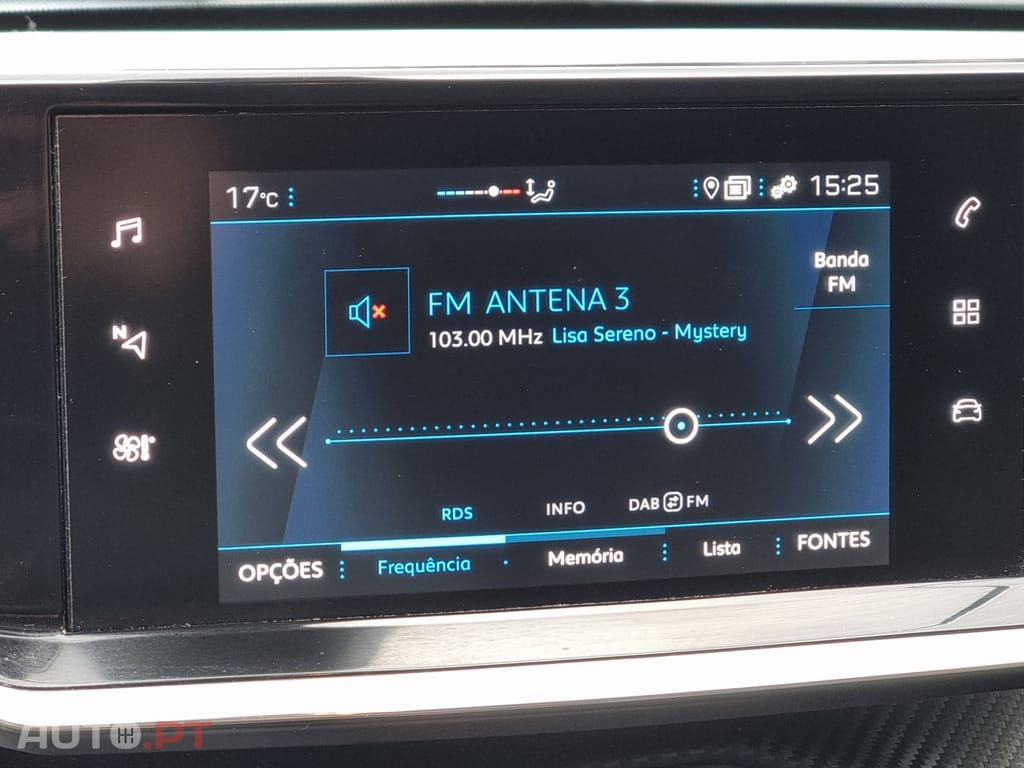 17°C
15:25
Banda
FM
FM ANTENA 3
103.00 MHz Lisa Sereno - Mystery
N
RDS INFO DAB FM
OPÇÕES Frequência Memória Lista FONTES
AUTO.PT